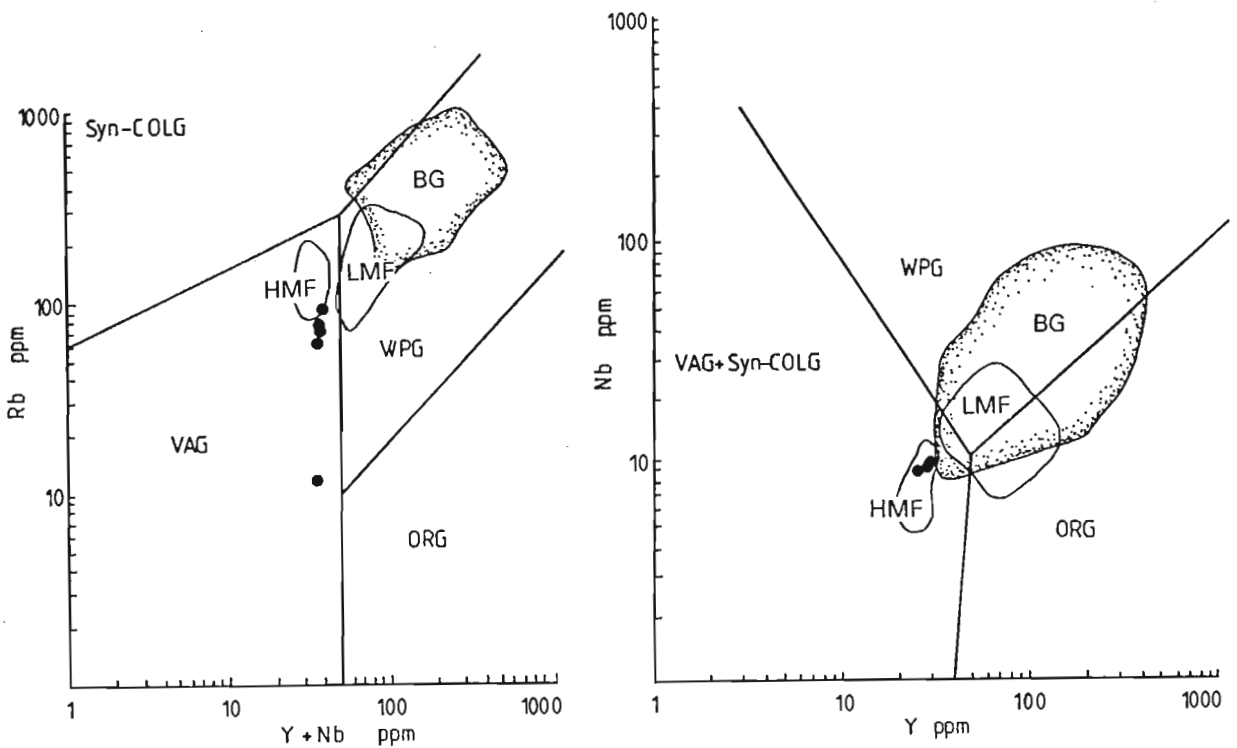 1000
Syn-COLG
BG
HMF
LMF
100
WPG
Rb ppm
VAG
10
ORG
1
10
100
1000
Y + Nb ppm
1000
100
WPG
Nb ppm
BG
VAG+Syn-COLG
LMF
10
HMF
ORG
1
10
100
1000
Y ppm